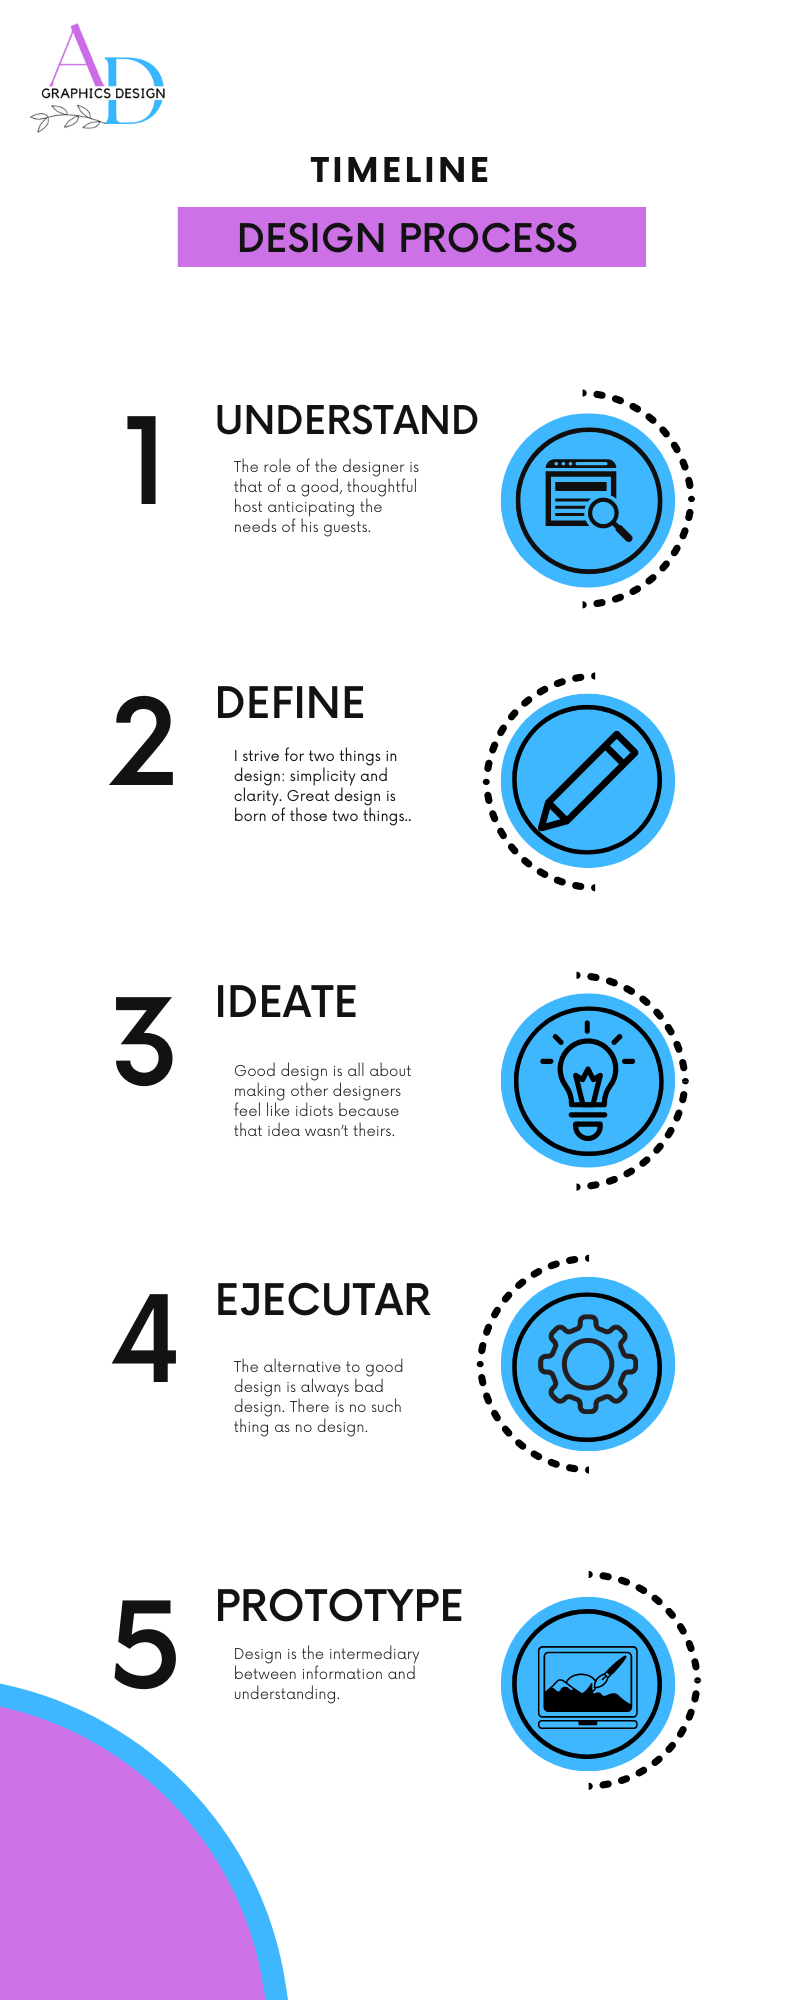 AD
GRAPHICS DESIGN
TIMELINE
DESIGN PROCESS
1
UNDERSTAND
The role of the designer is
that of a good, thoughtful
host anticipating the
needs of his guests.
2
DEFINE
I strive for two things in
design: simplicity and
clarity. Great design is
born of those two things..
3
IDEATE
Good design is all about
making other designers
feel like idiots because
that idea wasn't theirs.
4
EJECUTAR
The alternative to good
design is always bad
design. There is no such
thing as no design.
5
PROTOTYPE
Design is the intermediary
between information and
understanding.